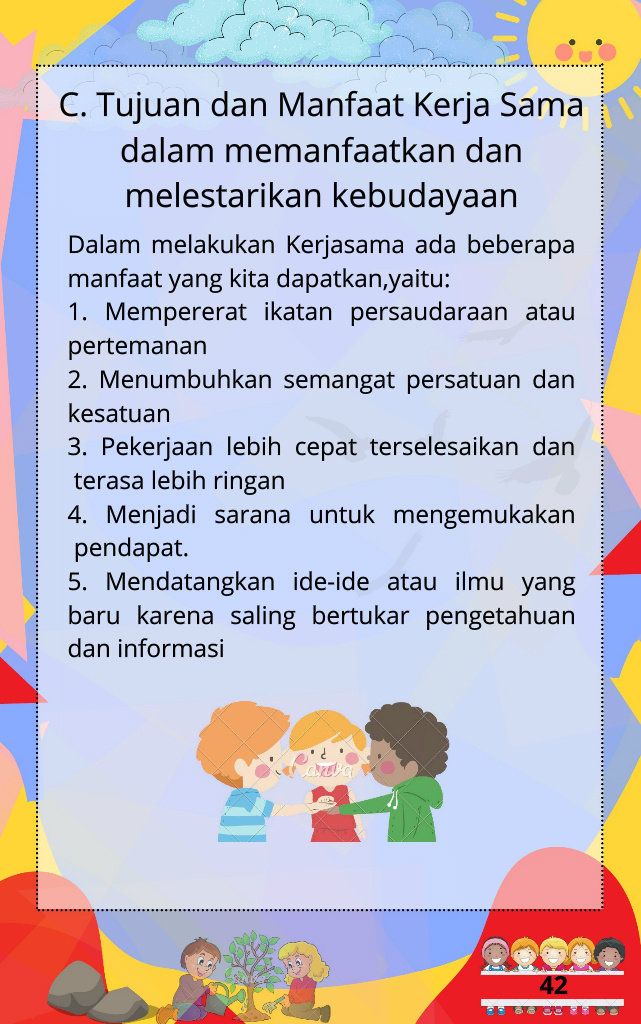 C. Tujuan dan Manfaat Kerja Sama
dalam memanfaatkan dan
melestarikan kebudayaan
Dalam melakukan Kerjasama ada beberapa
manfaat yang kita dapatkan,yaitu:
1. Mempererat ikatan persaudaraan atau
pertemanan
2. Menumbuhkan semangat persatuan dan
kesatuan
3. Pekerjaan lebih cepat terselesaikan dan
terasa lebih ringan
4. Menjadi sarana untuk mengemukakan
pendapat.
5. Mendatangkan ide-ide atau ilmu yang
baru karena saling bertukar pengetahuan
dan informasi
Canva
42